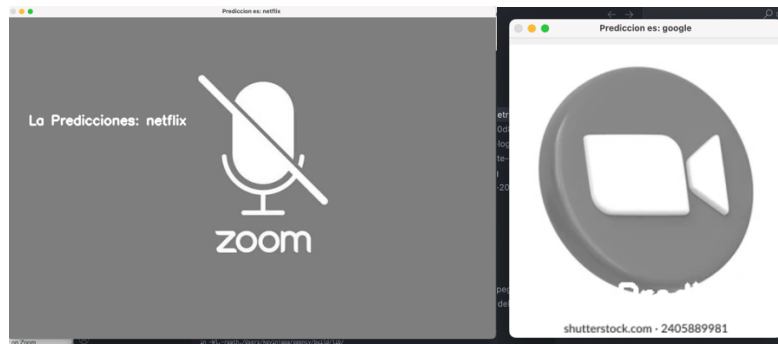 Prediccion es: netflix
La Predicciones: netflix
zoom
Prediccion es: google
shutterstock.com · 2405889981